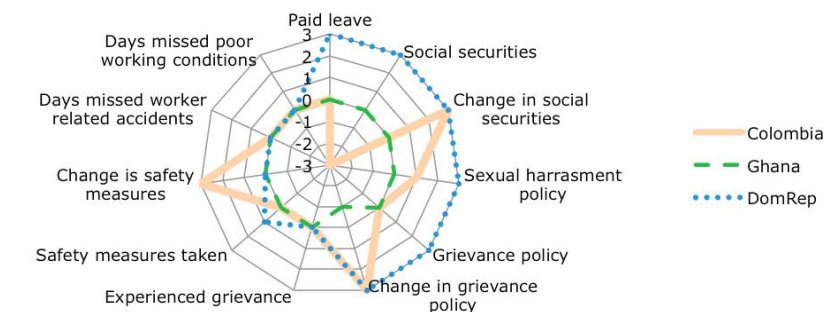 Paid leave
Social securities
Change in social
securities
Sexual harrasment
policy
Grievance policy
Change in grievance
policy
Experienced grievance
Safety measures taken
Change is safety
measures
Days missed worker
related accidents
Days missed poor
working conditions
3
2
1
0
-1
-2
-3
Colombia
Ghana
DomRep